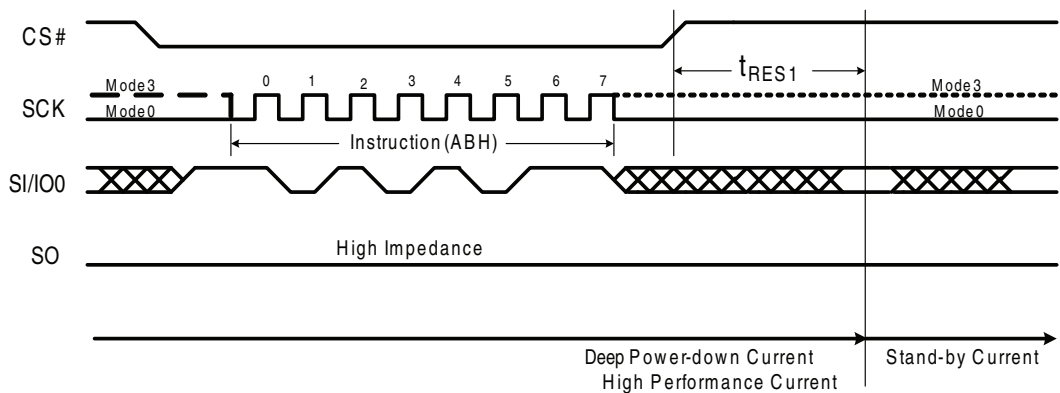 CS#
tRES1
Mode3
0 1 2 3 4 5 6 7
Mode3
SCK
Mode0
Mode0
Instruction(ABH)
SI/IO0
High Impedance
SO
Deep Power-down Current
Stand-by Current
High Performance Current